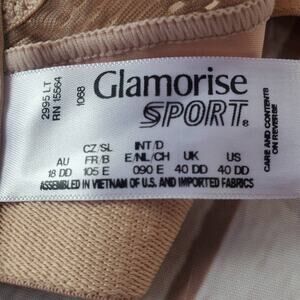 2995 LT
RN 15564
1068
Glamorise
SPORT®
CZ/SL INT/D
AU FR/B E/NL/CH UK US
18 DD 105 E 090 E 40 DD 40 DD
ASSEMBLED IN VIETNAM OF U.S. AND IMPORTED FABRICS
CARE AND CONTENTS
ON REVERSE